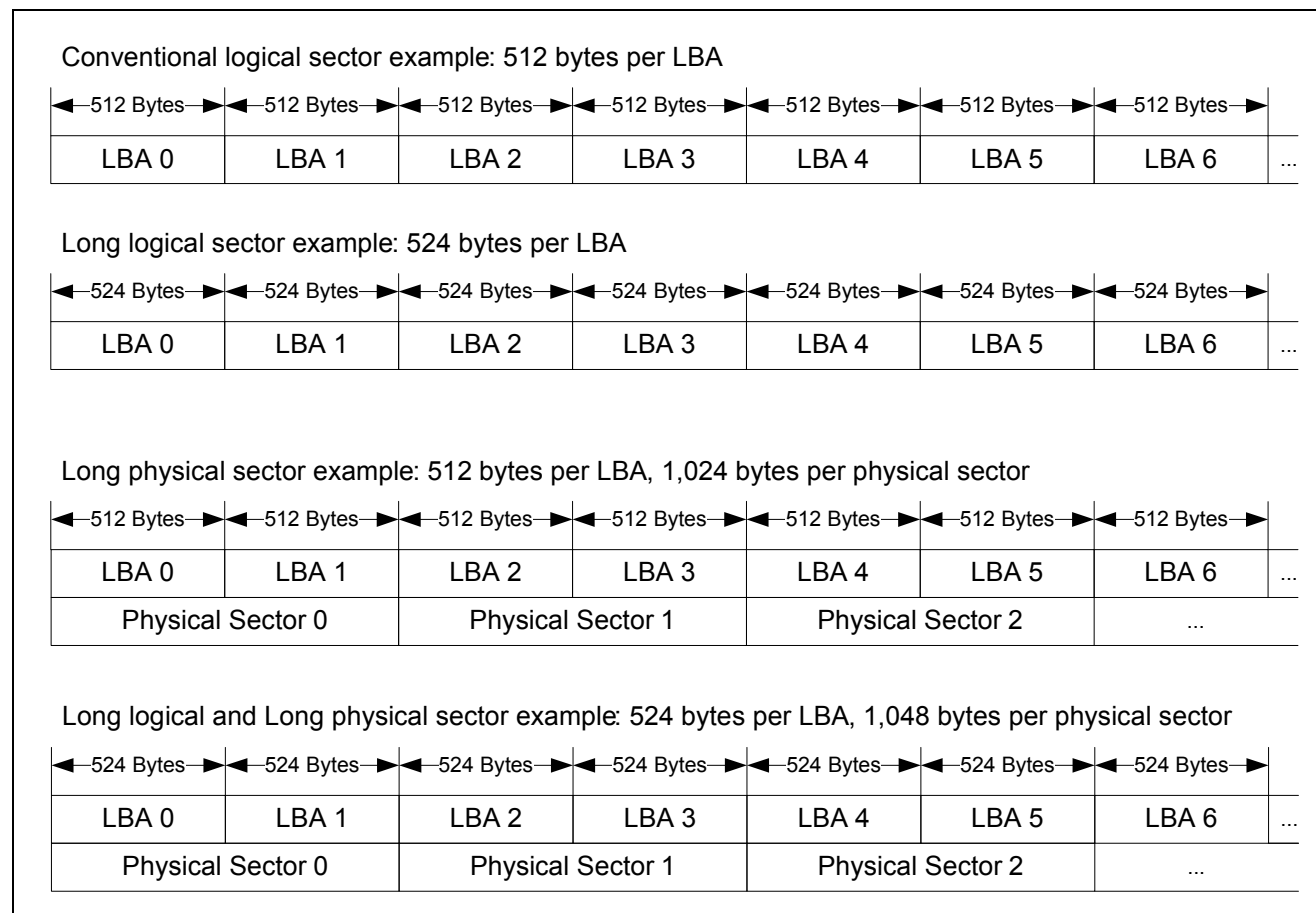 Conventional logical sector example: 512 bytes per LBA
512 Bytes 512 Bytes 512 Bytes 512 Bytes 512 Bytes 512 Bytes 512 Bytes
LBA 0 LBA 1 LBA 2 LBA 3 LBA 4 LBA 5 LBA 6 ...
Long logical sector example: 524 bytes per LBA
524 Bytes 524 Bytes 524 Bytes 524 Bytes 524 Bytes 524 Bytes 524 Bytes
LBA 0 LBA 1 LBA 2 LBA 3 LBA 4 LBA 5 LBA 6 ...
Long physical sector example: 512 bytes per LBA, 1,024 bytes per physical sector
512 Bytes 512 Bytes 512 Bytes 512 Bytes 512 Bytes 512 Bytes 512 Bytes
LBA 0 LBA 1 LBA 2 LBA 3 LBA 4 LBA 5 LBA 6 ...
Physical Sector 0 Physical Sector 1 Physical Sector 2 ...
Long logical and Long physical sector example: 524 bytes per LBA, 1,048 bytes per physical sector
524 Bytes 524 Bytes 524 Bytes 524 Bytes 524 Bytes 524 Bytes 524 Bytes
LBA 0 LBA 1 LBA 2 LBA 3 LBA 4 LBA 5 LBA 6 ...
Physical Sector 0 Physical Sector 1 Physical Sector 2 ...